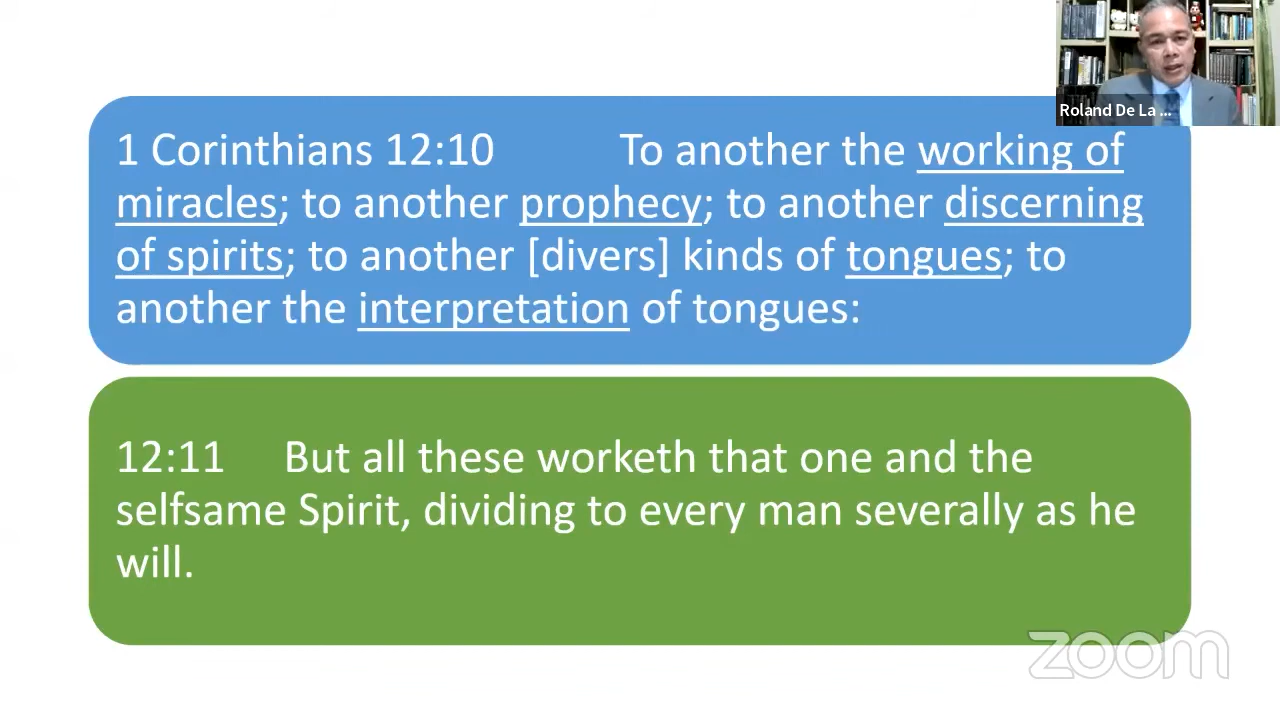 Roland De La ...
1 Corinthians 12:10 To another the working of
miracles; to another prophecy; to another discerning
of spirits; to another [divers] kinds of tongues; to
another the interpretation of tongues:
12:11 But all these worketh that one and the
selfsame Spirit, dividing to every man severally as he
will.
zoom